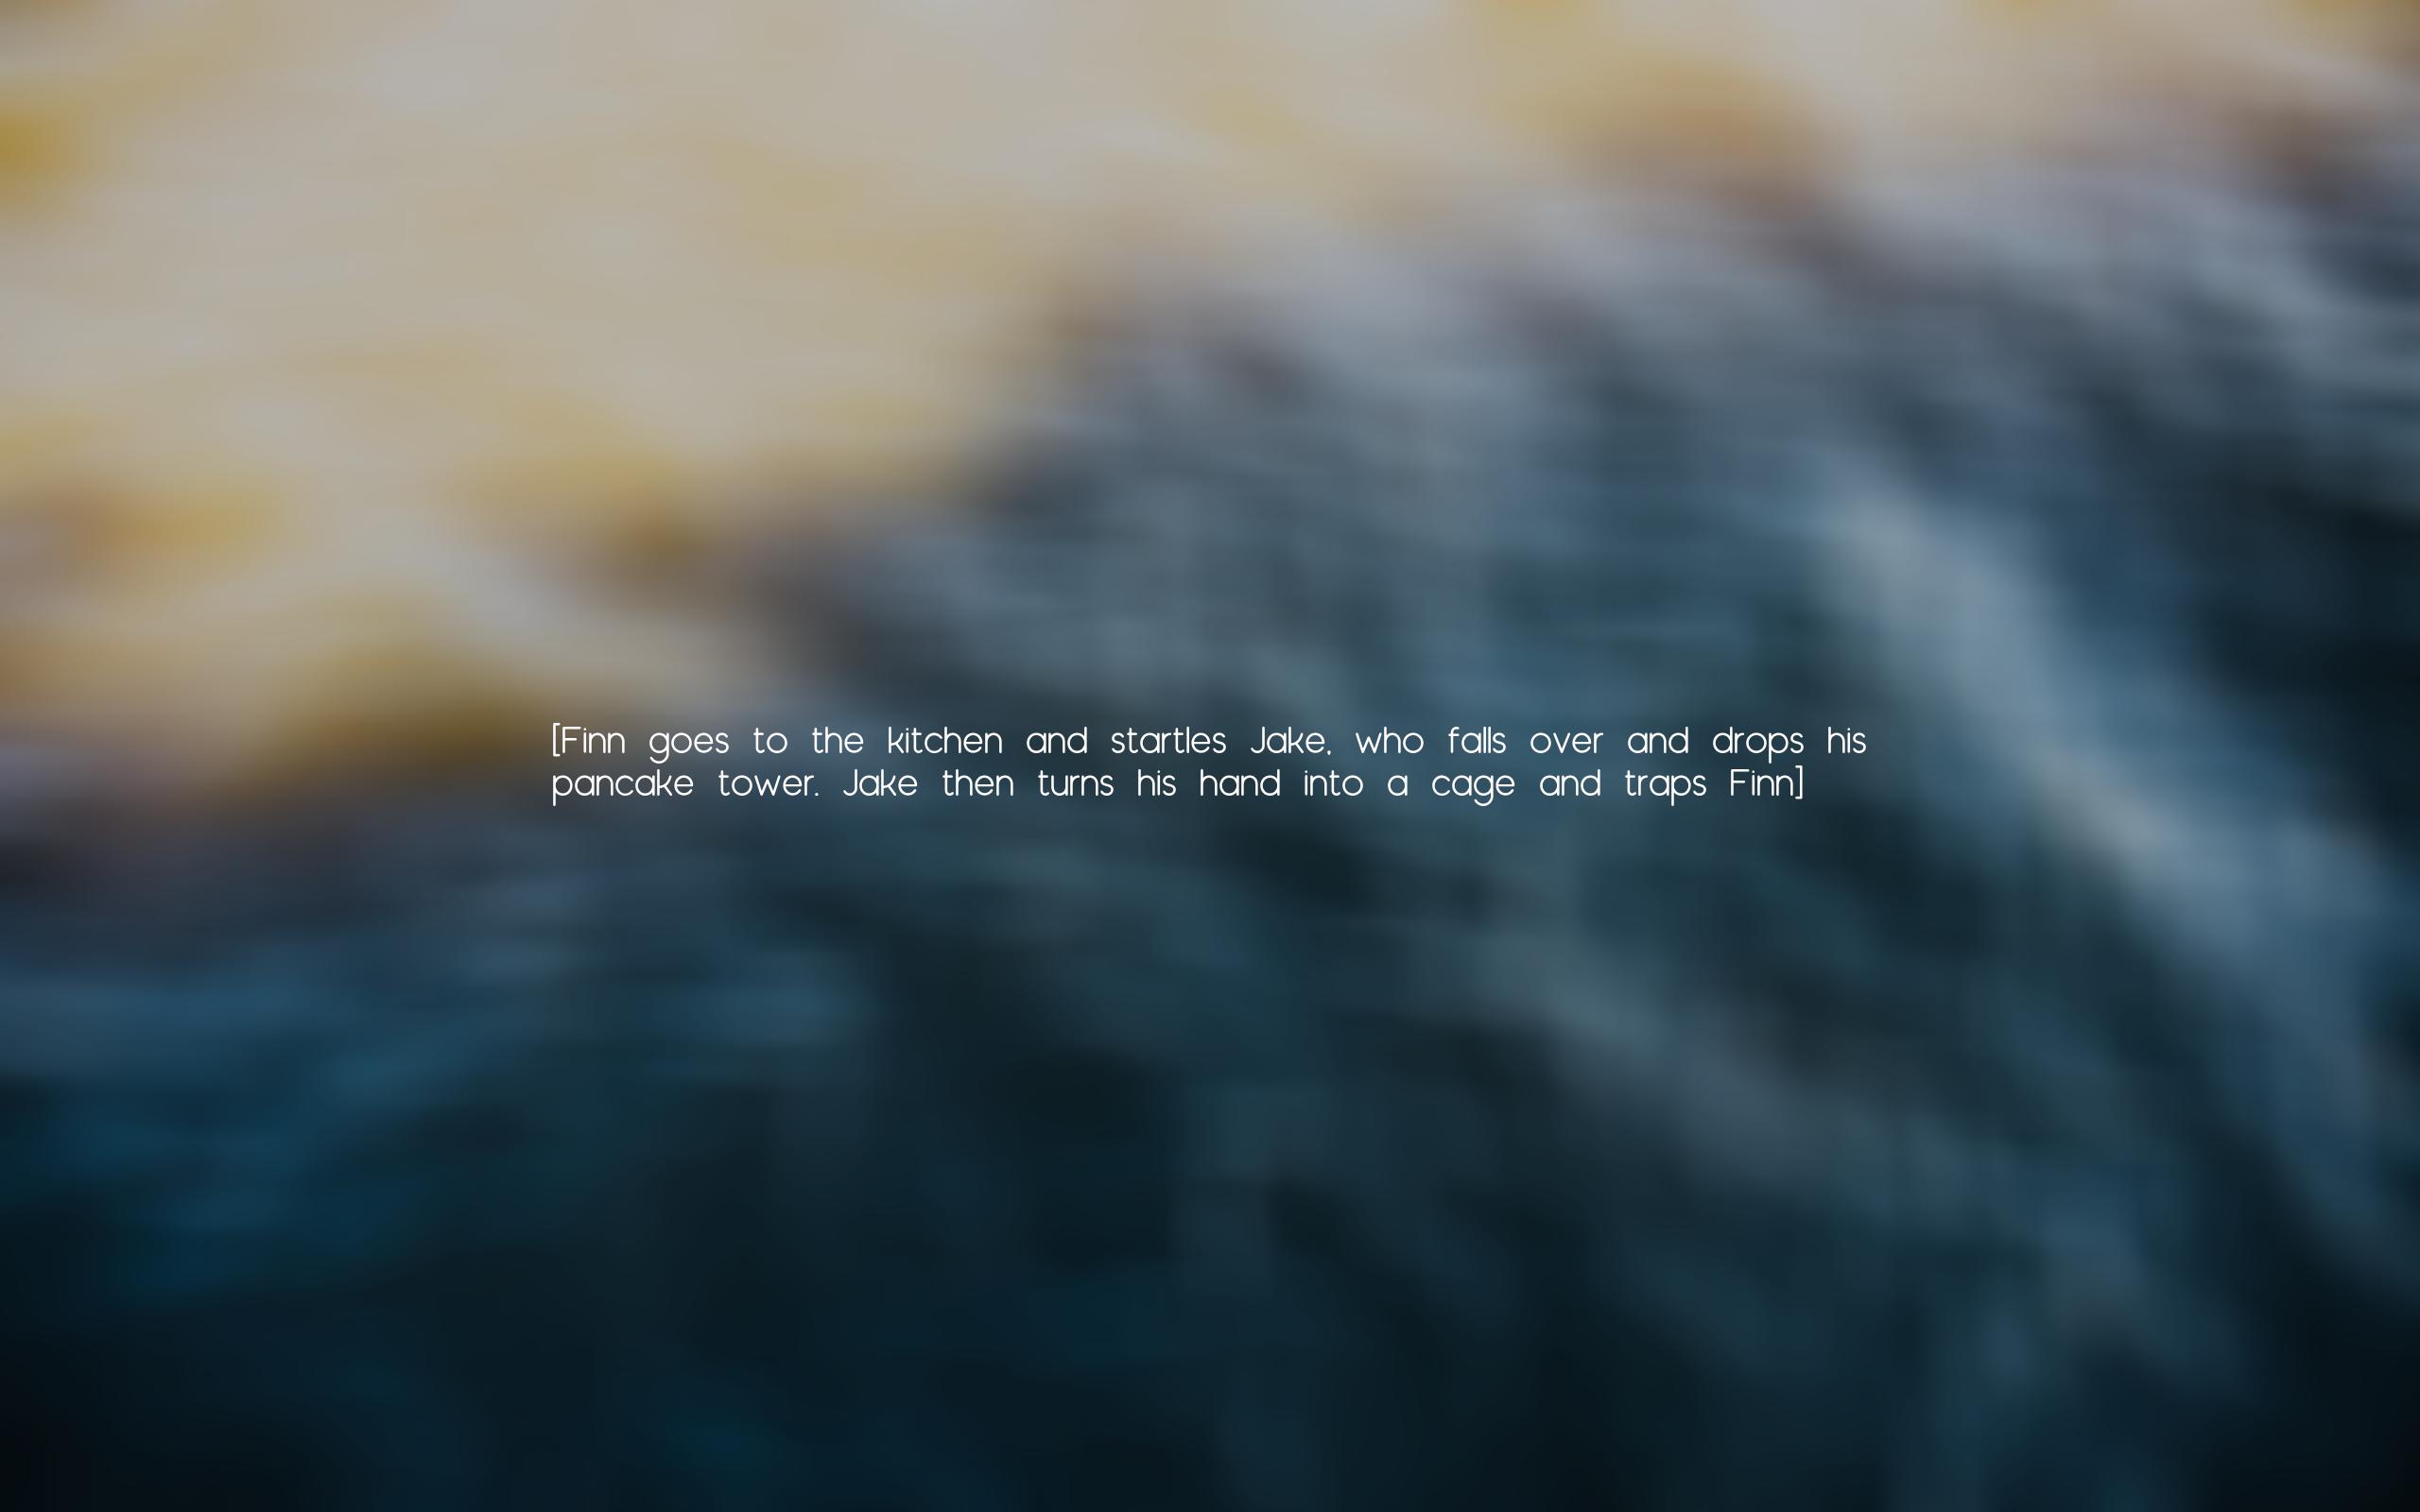 [Finn goes to the kitchen and startles Jake, who falls over and drops his
pancake tower. Jake then turns his hand into a cage and traps Finn]